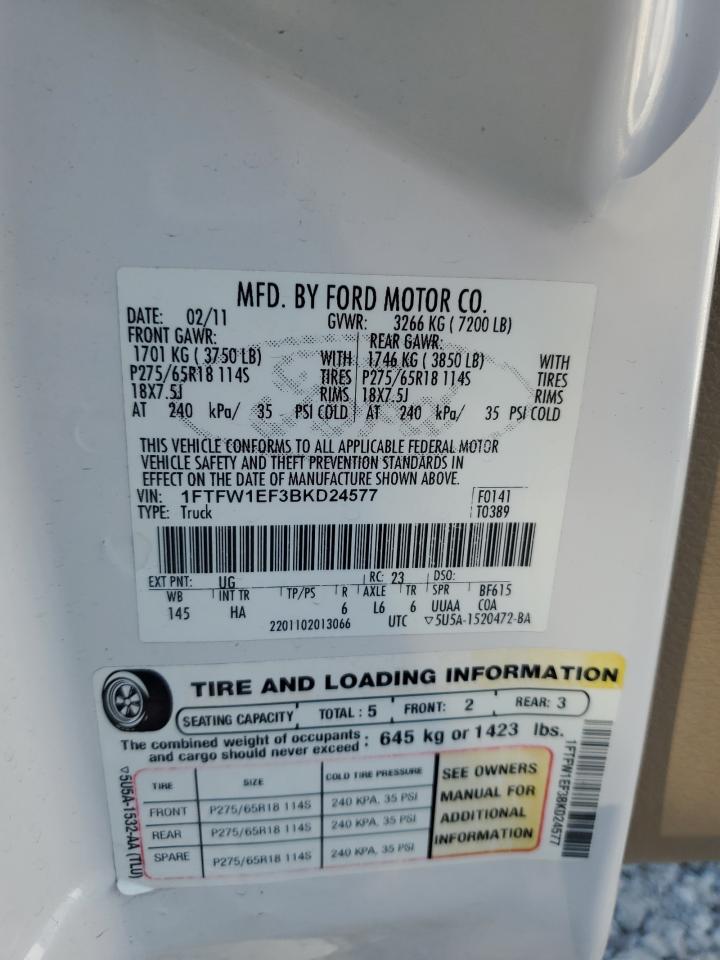 MFD. BY FORD MOTOR CO.
DATE: 02/11 GVWR: 3266 KG ( 7200 LB)
FRONT GAWR: REAR GAWR:
1701 KG ( 3750 LB) WITH 1746 KG ( 3850 LB) WITH
P275/65R18 114S TIRES P275/65R18 114S TIRES
18X7.5J RIMS 18X7.5J RIMS
AT 240 kPa/ 35 PSI COLD AT 240 kPa/ 35 PSI COLD
THIS VEHICLE CONFORMS TO ALL APPLICABLE FEDERAL MOTOR
VEHICLE SAFETY AND THEFT PREVENTION STANDARDS IN
EFFECT ON THE DATE OF MANUFACTURE SHOWN ABOVE.
VIN: 1FTFW1EF3BKD24577 F0141
TYPE: Truck T0389
EXT PNT: UG RC: 23 DSO:
WB INT TR TP/PS R AXLE TR SPR BF615
145 HA 6 L6 6 UUAA COA
2201102013066 UTC ▽5U5A-1520472-BA
TIRE AND LOADING INFORMATION
SEATING CAPACITY TOTAL : 5 FRONT: 2 REAR: 3
The combined weight of occupants and cargo should never exceed : 645 kg or 1423 lbs.
TIRE SIZE COLD TIRE PRESSURE
FRONT P275/65R18 114S 240 KPA, 35 PSI
REAR P275/65R18 114S 240 KPA, 35 PSI
SPARE P275/65R18 114S 240 KPA, 35 PSI
SEE OWNERS
MANUAL FOR
ADDITIONAL
INFORMATION
▽5U5A-1532-AA (TLU)
1FTFW1EF3BKD24577